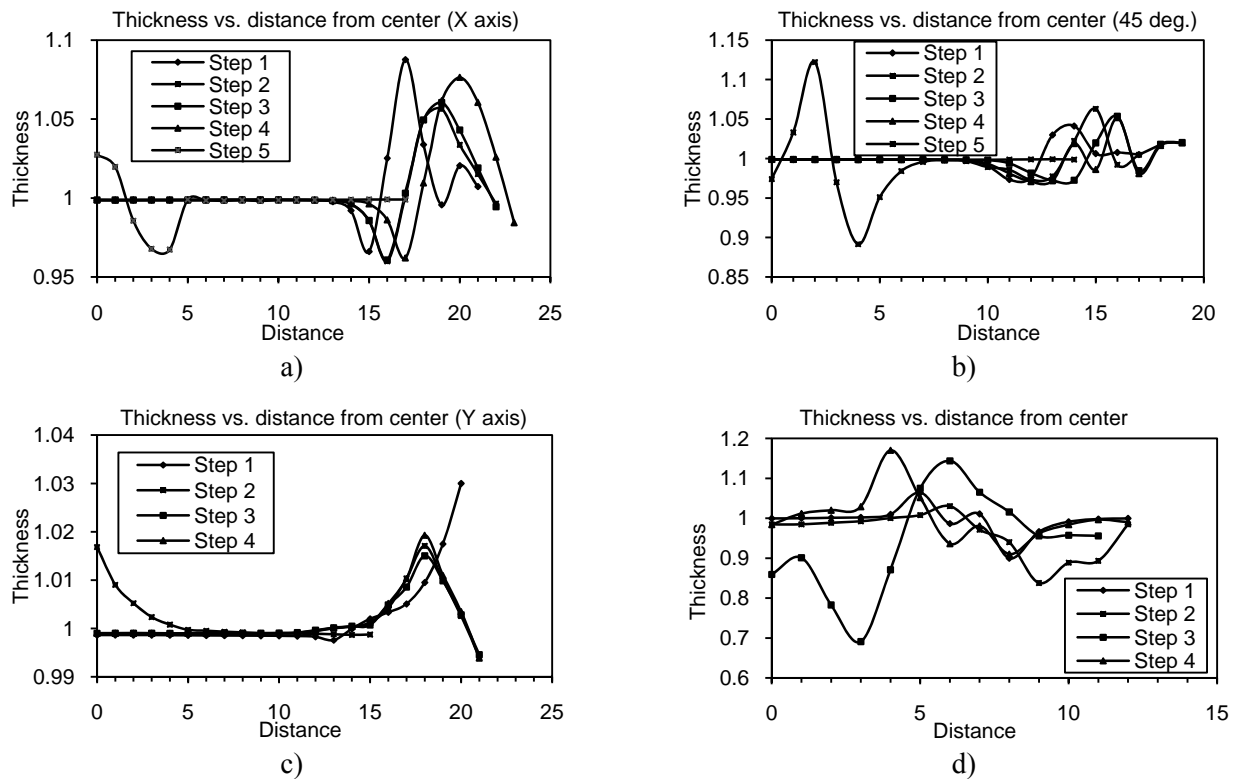 Thickness vs. distance from center (X axis)
1.1
1.05
1
0.95
Thickness
Step 1
Step 2
Step 3
Step 4
Step 5
0 5 10 15 20 25
Distance
a)
Thickness vs. distance from center (45 deg.)
1.15
1.1
1.05
1
0.95
0.9
0.85
Thickness
Step 1
Step 2
Step 3
Step 4
Step 5
0 5 10 15 20
Distance
b)
Thickness vs. distance from center (Y axis)
1.04
1.03
1.02
1.01
1
0.99
Thickness
Step 1
Step 2
Step 3
Step 4
0 5 10 15 20 25
Distance
c)
Thickness vs. distance from center
1.2
1.1
1
0.9
0.8
0.7
0.6
Thickness
Step 1
Step 2
Step 3
Step 4
0 5 10 15
Distance
d)